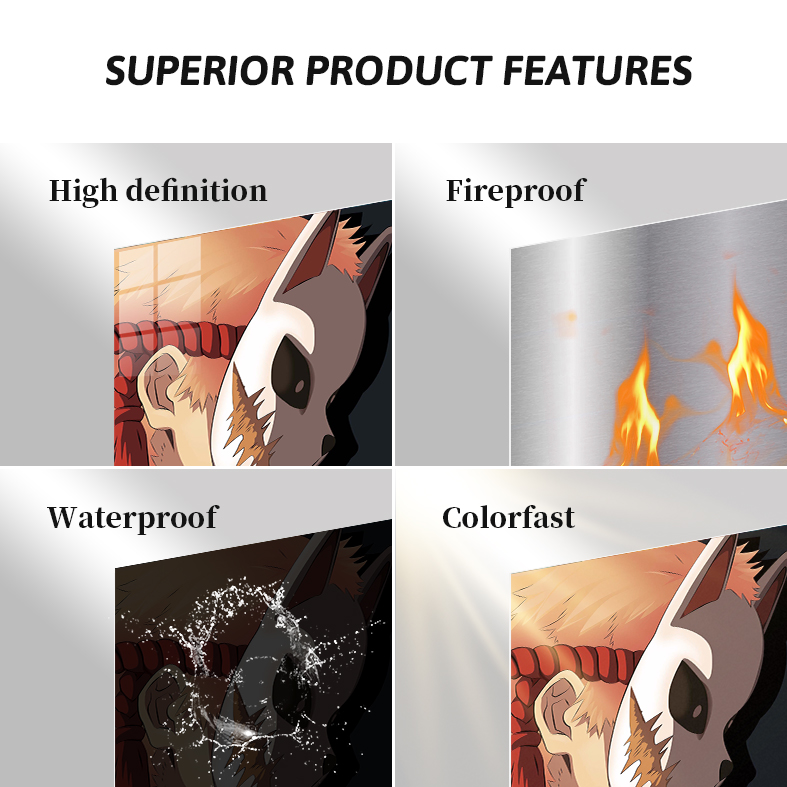 SUPERIOR PRODUCT FEATURES
High definition
Fireproof
Waterproof
Colorfast